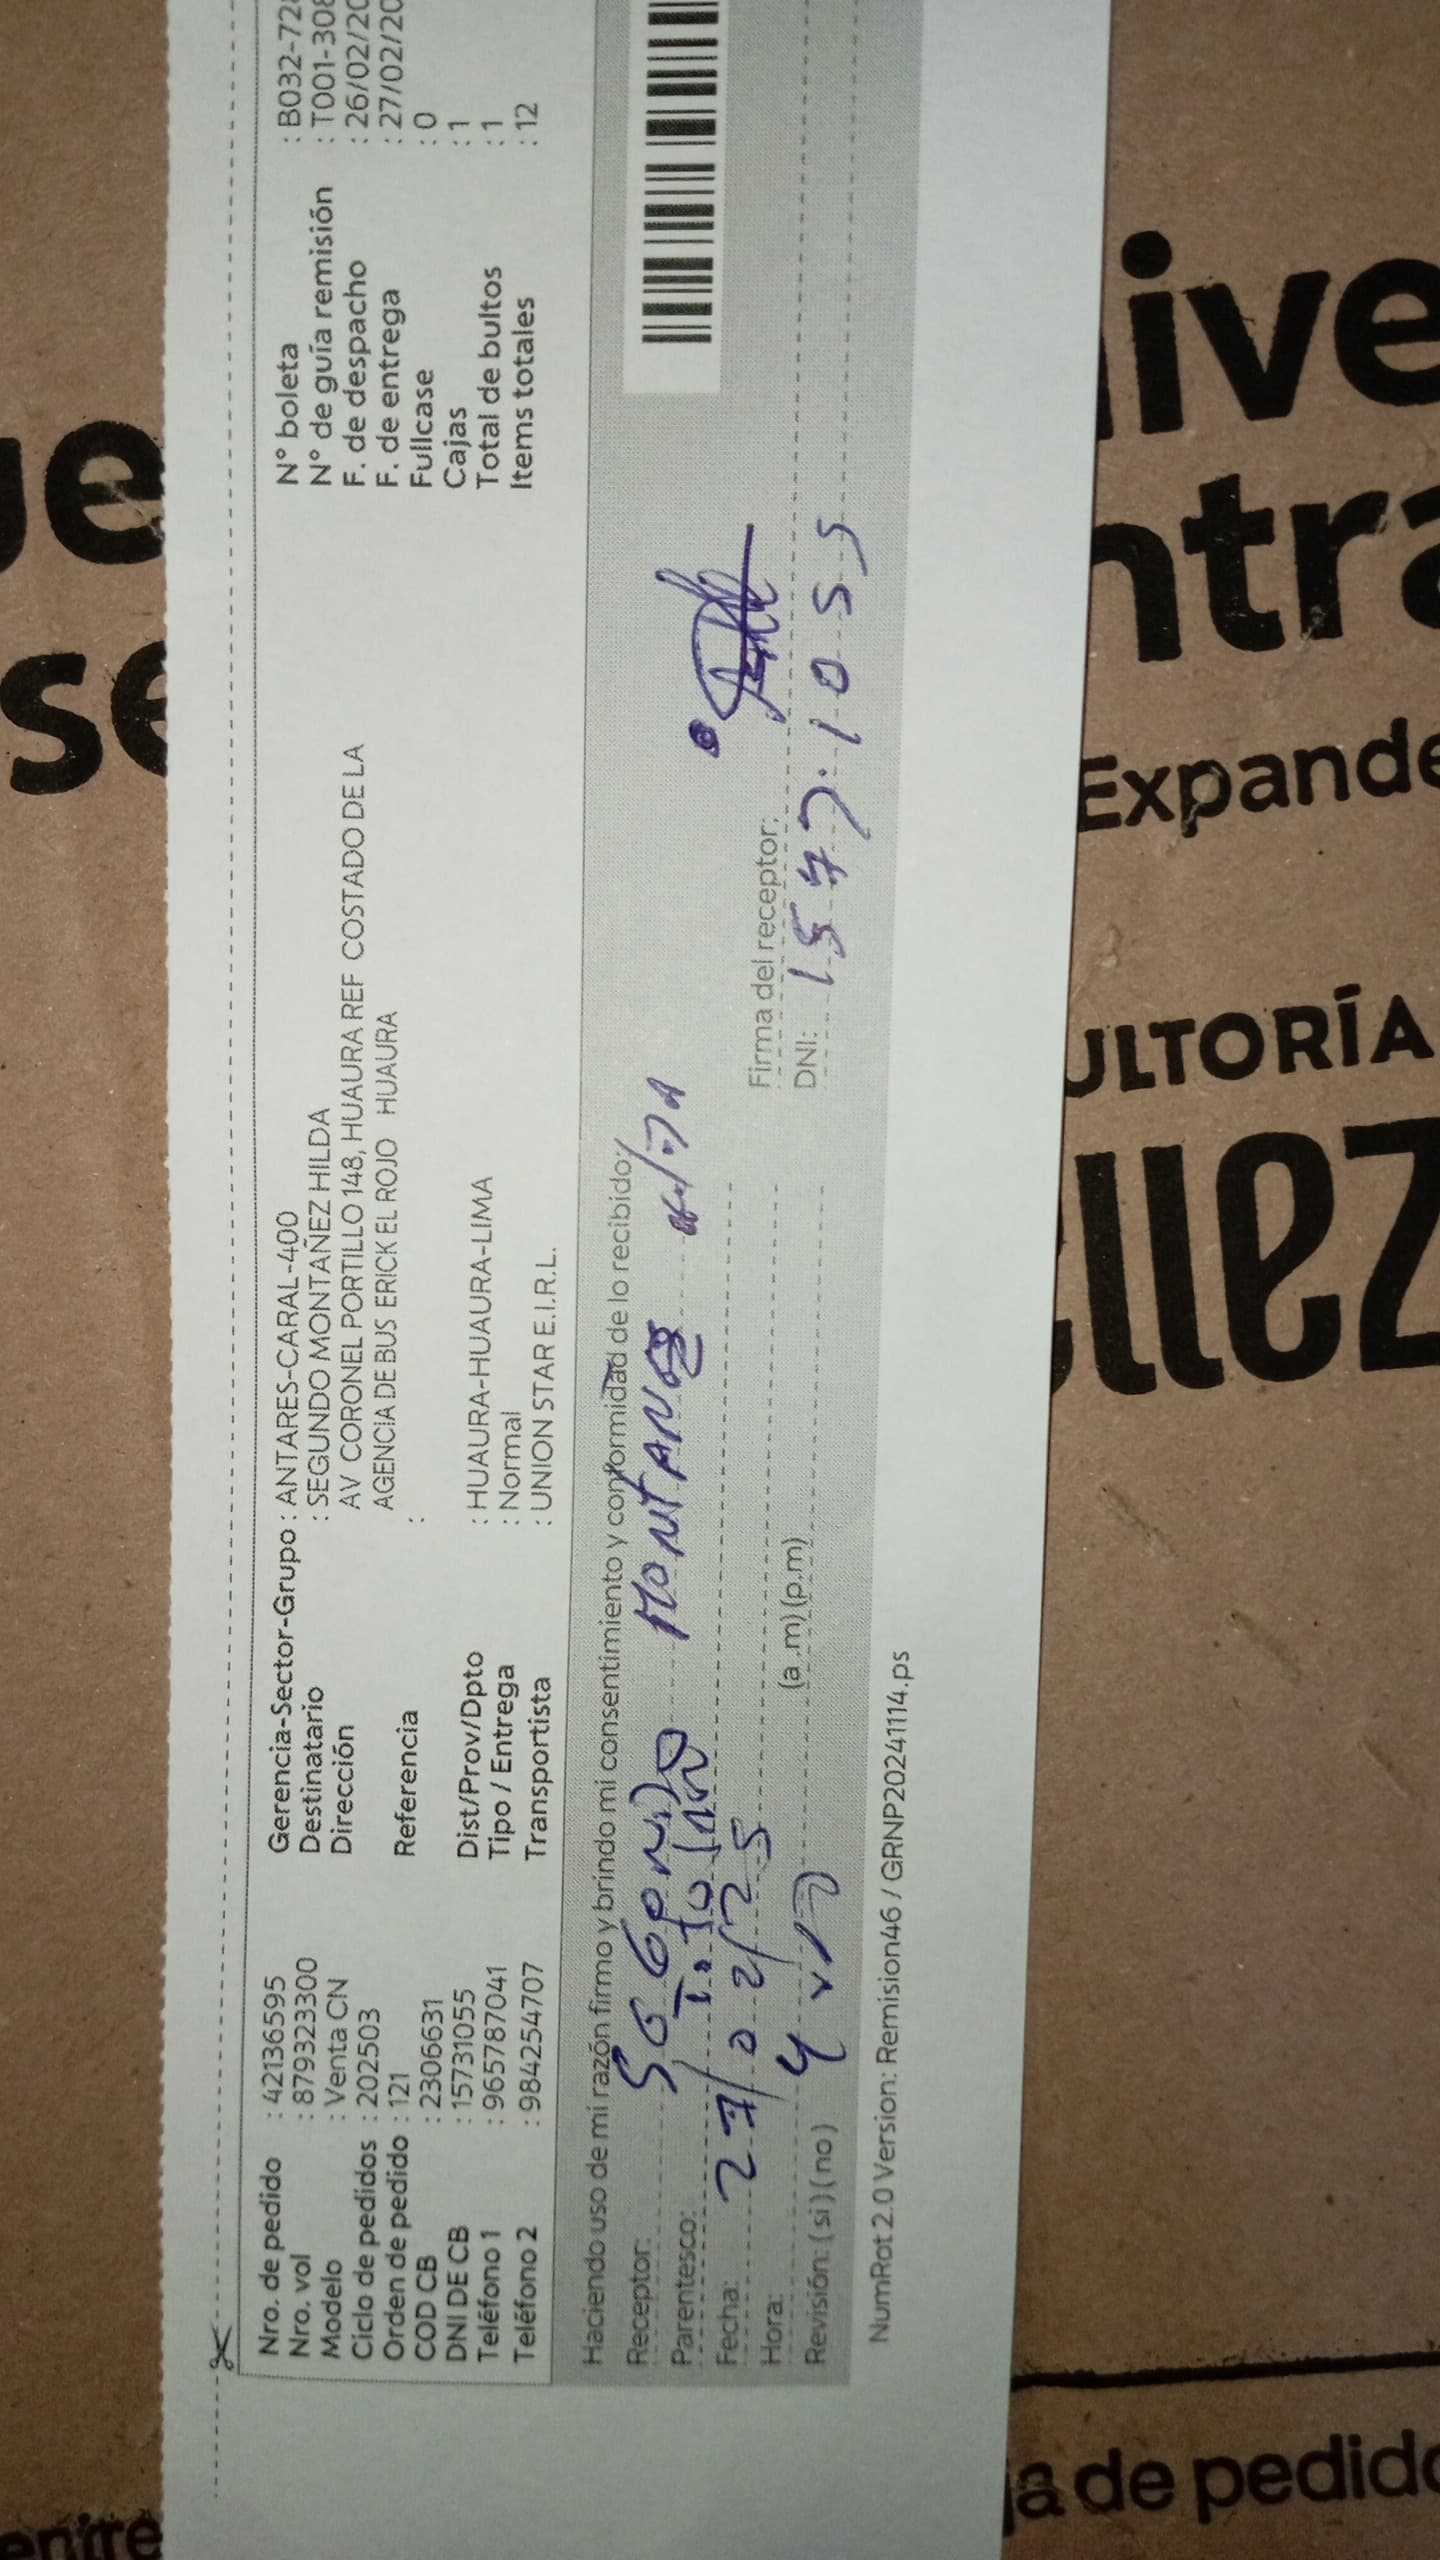 Nro. de pedido : 42136595
Nro. vol : 879323300
Modelo : Venta CN
Ciclo de pedidos : 202503
Orden de pedido : 121
COD CB : 2306631
DNI DE CB : 15731055
Teléfono 1 : 965787041
Teléfono 2 : 984254707
Gerencia-Sector-Grupo : ANTARES-CARAL-400
Destinatario : SEGUNDO MONTAÑEZ HILDA
Dirección AV CORONEL PORTILLO 148, HUAURA REF COSTADO DE LA
AGENCIA DE BUS ERICK EL ROJO HUAURA
Referencia :
Dist/Prov/Dpto : HUAURA-HUAURA-LIMA
Tipo / Entrega : Normal
Transportista : UNION STAR E.I.R.L.
N° boleta : B032-72
N° de guía remisión : T001-308
F. de despacho : 26/02/20
F. de entrega : 27/02/20
Fullcase : 0
Cajas : 1
Total de bultos : 1
Items totales : 12
Haciendo uso de mi razón firmo y brindo mi consentimiento y conformidad de lo recibido:
Receptor:
Parentesco:
Fecha: 27/02/25
Hora: (a.m) (p.m)
Revisión: (si) (no)
Firma del receptor:
DNI:
NumRot 2.0 Version: Remision46 / GRNP20241114.ps
ive
ntra
Expande
ULTORÍA
llez
se
entre
a de pedido